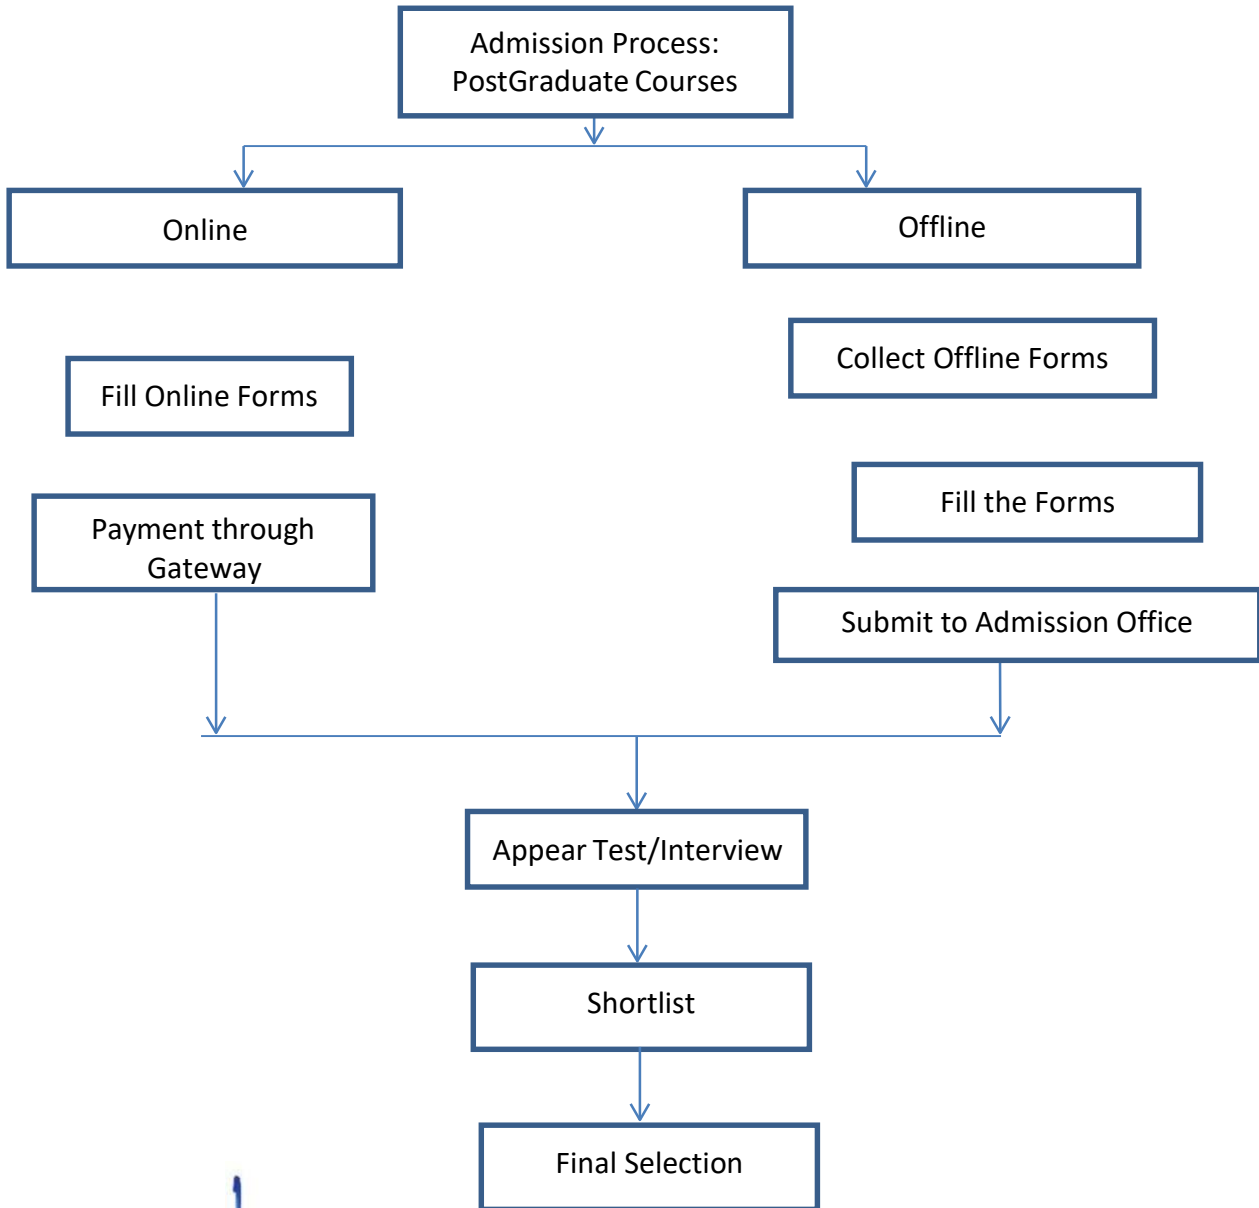 Admission Process:
PostGraduate Courses
Online
Offline
Fill Online Forms
Collect Offline Forms
Payment through
Gateway
Fill the Forms
Submit to Admission Office
Appear Test/Interview
Shortlist
Final Selection